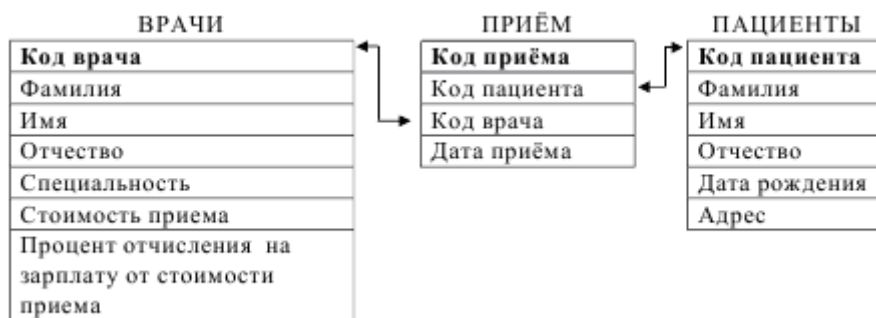 ВРАЧИ
Код врача
Фамилия
Имя
Отчество
Специальность
Стоимость приема
Процент отчисления на
зарплату от стоимости
приема
ПРИЁМ
Код приёма
Код пациента
Код врача
Дата приёма
ПАЦИЕНТЫ
Код пациента
Фамилия
Имя
Отчество
Дата рождения
Адрес